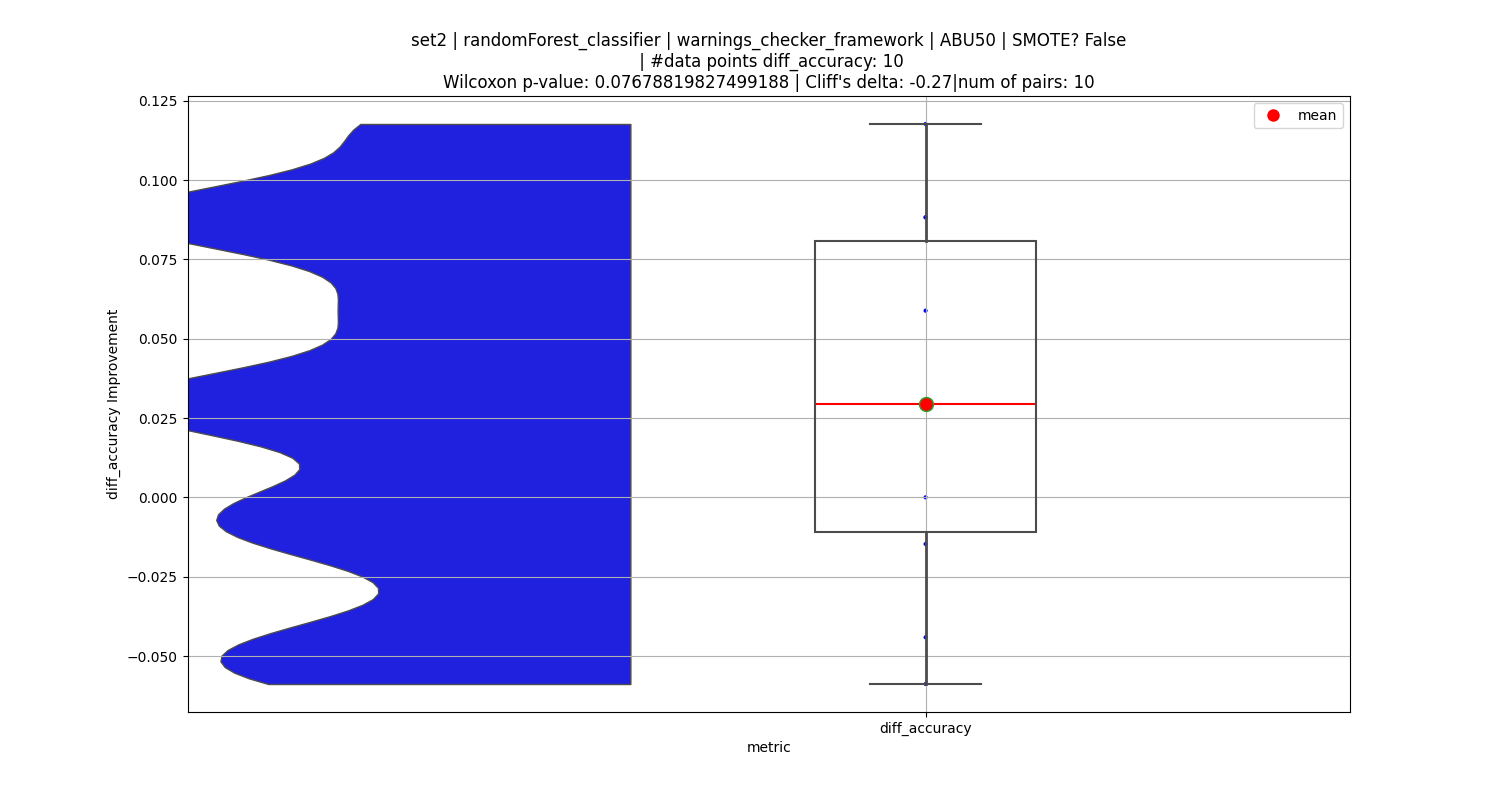 set2 | randomForest_classifier | warnings_checker_framework | ABU50 | SMOTE? False
| #data points diff_accuracy: 10
Wilcoxon p-value: 0.07678819827499188 | Cliff's delta: -0.27|num of pairs: 10
0.125
0.100
0.075
0.050
0.025
0.000
−0.025
−0.050
diff_accuracy Improvement
mean
diff_accuracy
metric